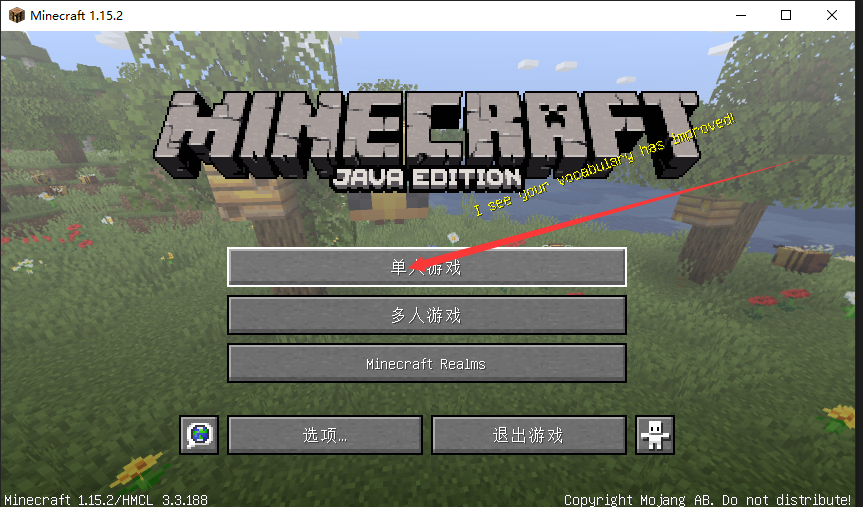 Minecraft 1.15.2
MINECRAFT
JAVA EDITION
I see your vocabulary has improved!
单人游戏
多人游戏
Minecraft Realms
选项...
退出游戏
Minecraft 1.15.2/HMCL 3.3.188
Copyright Mojang AB. Do not distribute!